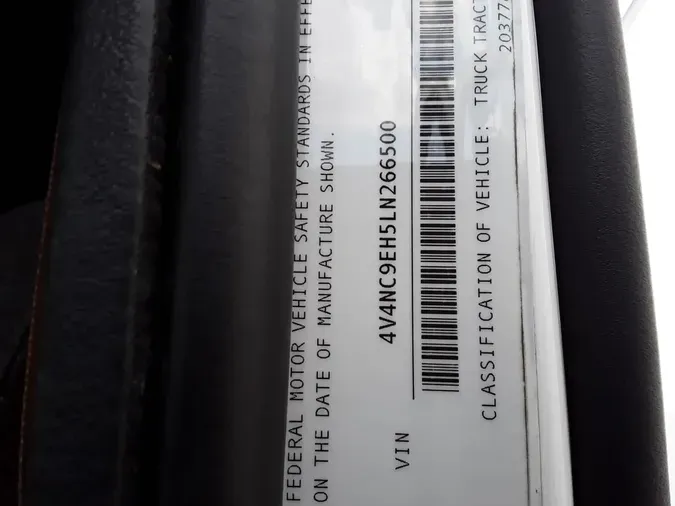 FEDERAL MOTOR VEHICLE SAFETY STANDARDS IN EFFE
ON THE DATE OF MANUFACTURE SHOWN.
VIN 4V4NC9EH5LN266500
CLASSIFICATION OF VEHICLE: TRUCK TRACT
20377